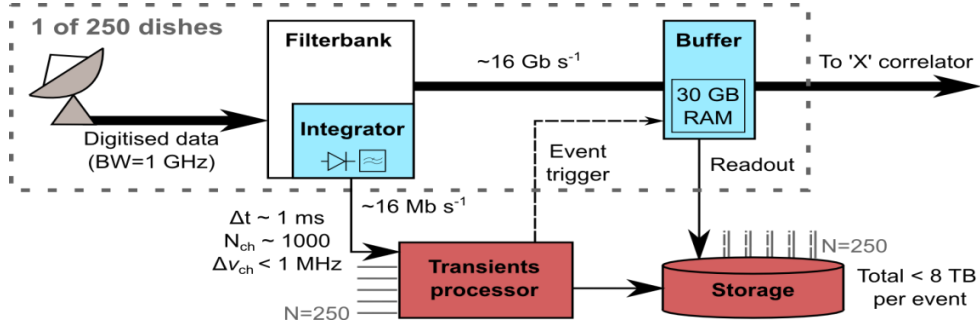 1 of 250 dishes
Filterbank
Buffer
~16 Gb s⁻¹
To 'X' correlator
30 GB
RAM
Integrator
Digitised data
(BW=1 GHz)
Event
trigger
Readout
~16 Mb s⁻¹
Δt ~ 1 ms
N_ch ~ 1000
Δν_ch < 1 MHz
N=250
Transients
processor
N=250
Storage
Total < 8 TB
per event